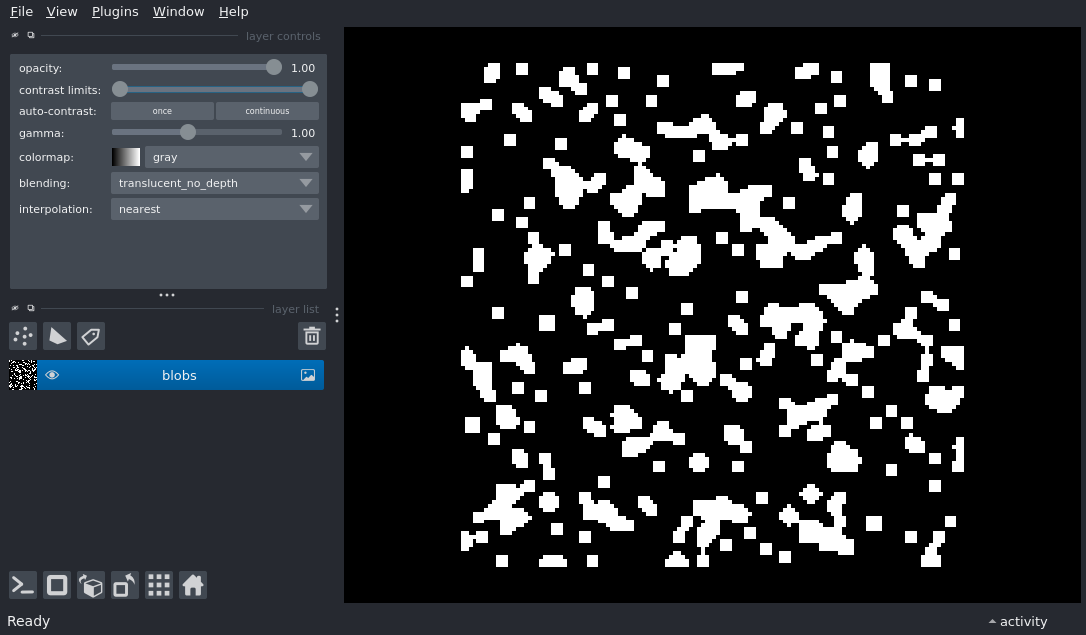 File View Plugins Window Help
layer controls
opacity: 1.00
contrast limits:
auto-contrast: once continuous
gamma: 1.00
colormap: gray
blending: translucent_no_depth
interpolation: nearest
layer list
blobs
Ready
activity